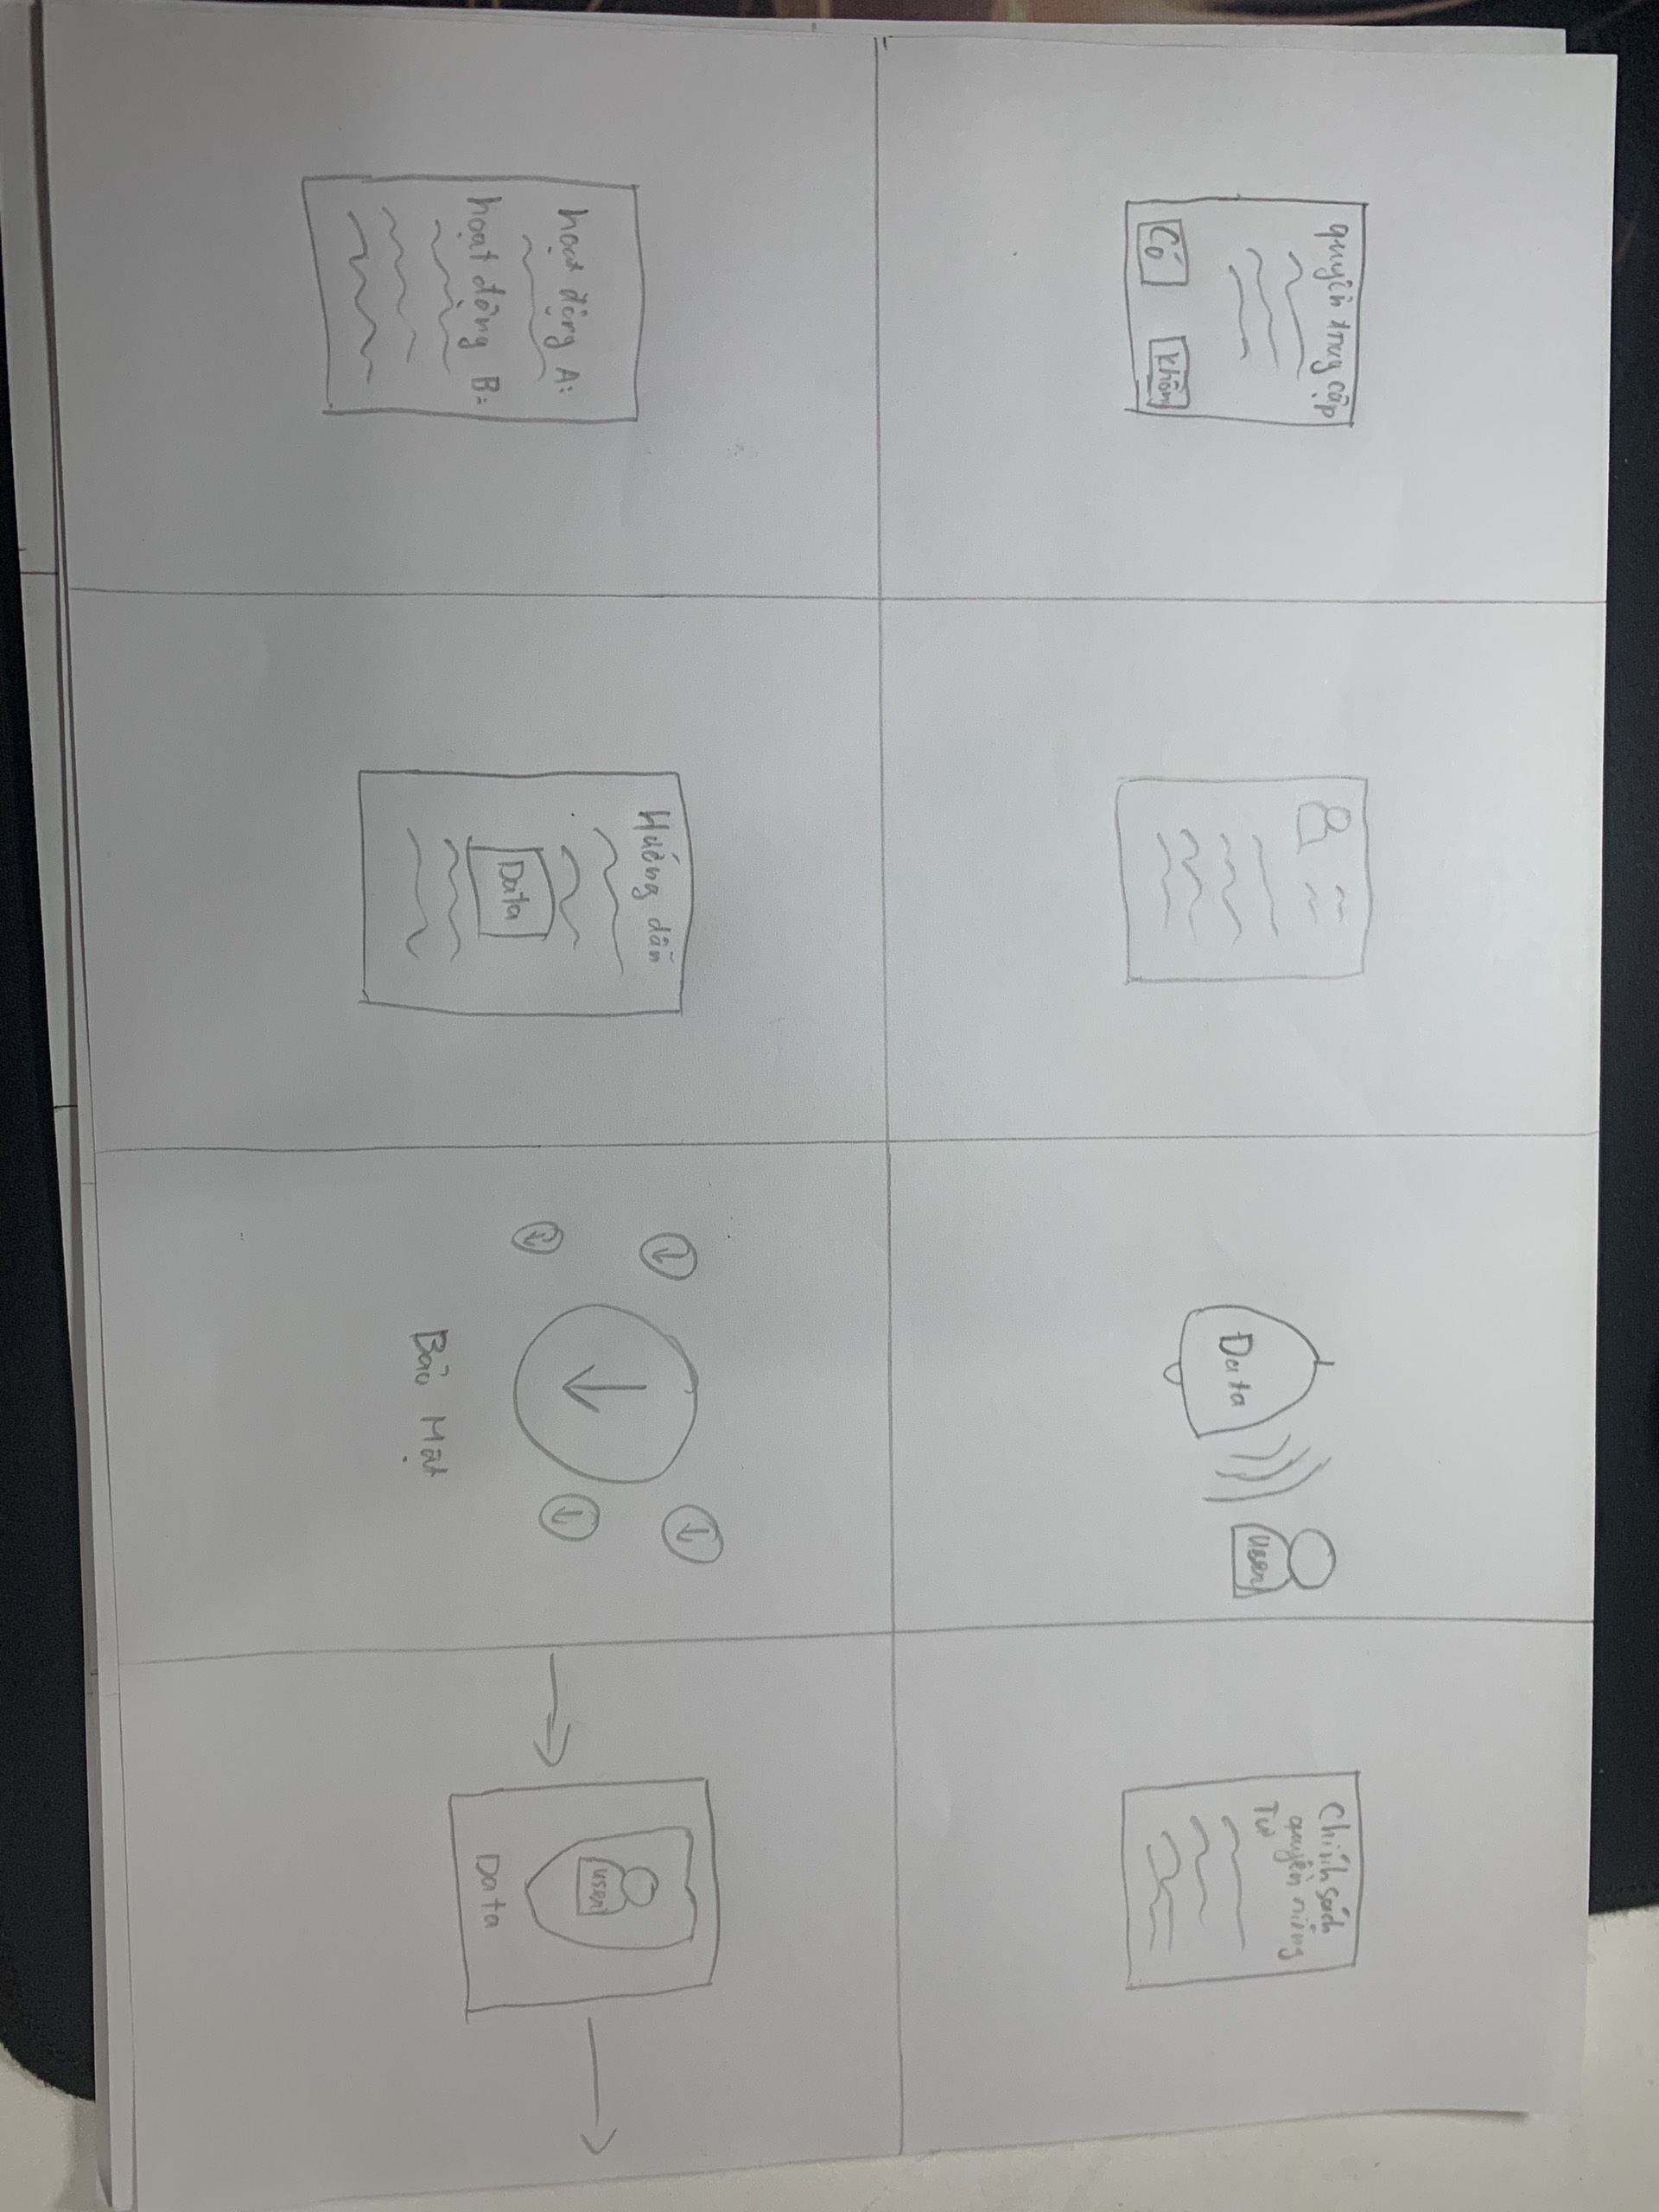 quyền truy cập
Có
Không
Data
user
Chính sách
quyền riêng
Tư
hoạt động A:
hoạt động B:
Hướng dẫn
Data
Bảo Mật
user
Data